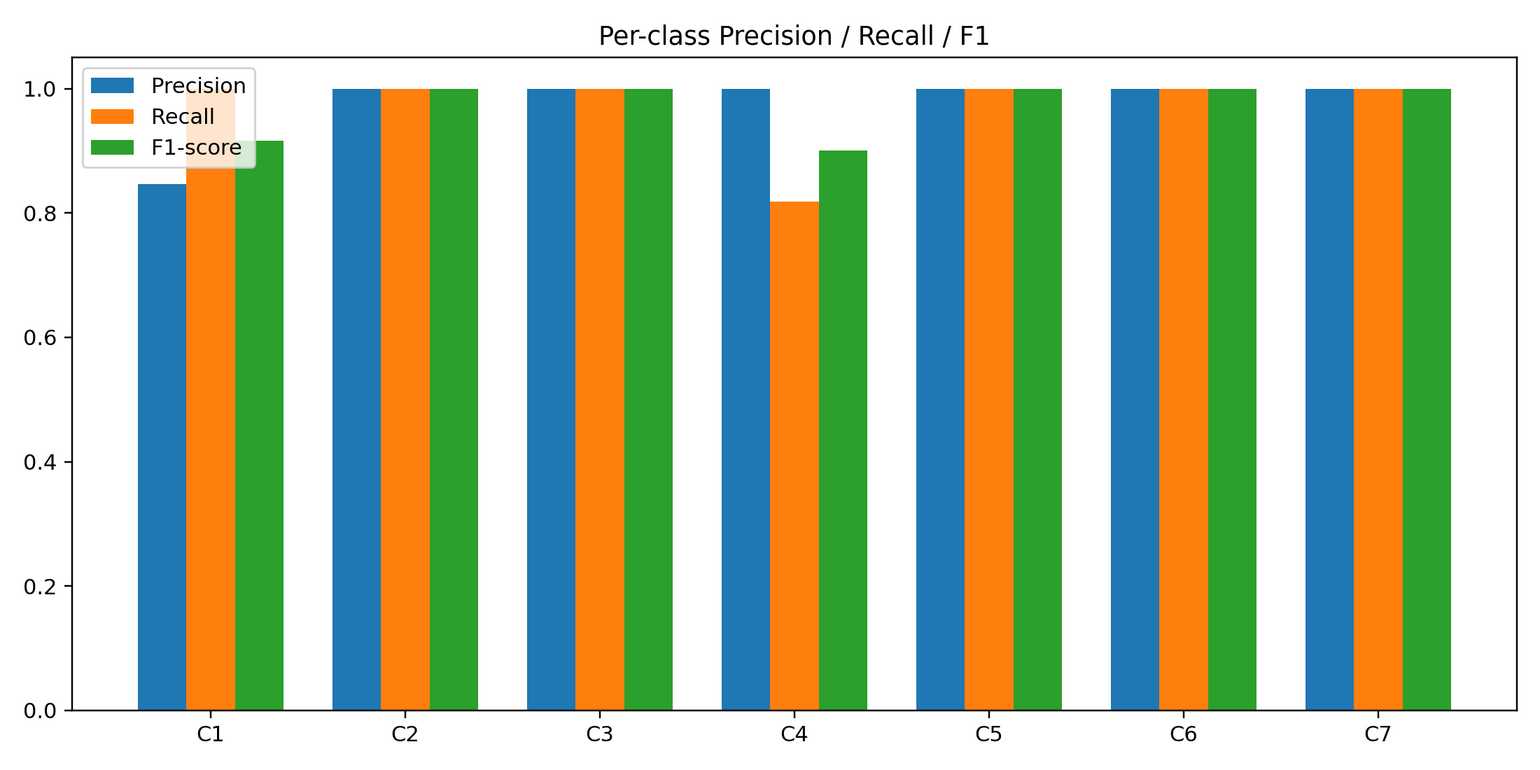 Per-class Precision / Recall / F1
Precision
Recall
F1-score
1.0
0.8
0.6
0.4
0.2
0.0
C1 C2 C3 C4 C5 C6 C7